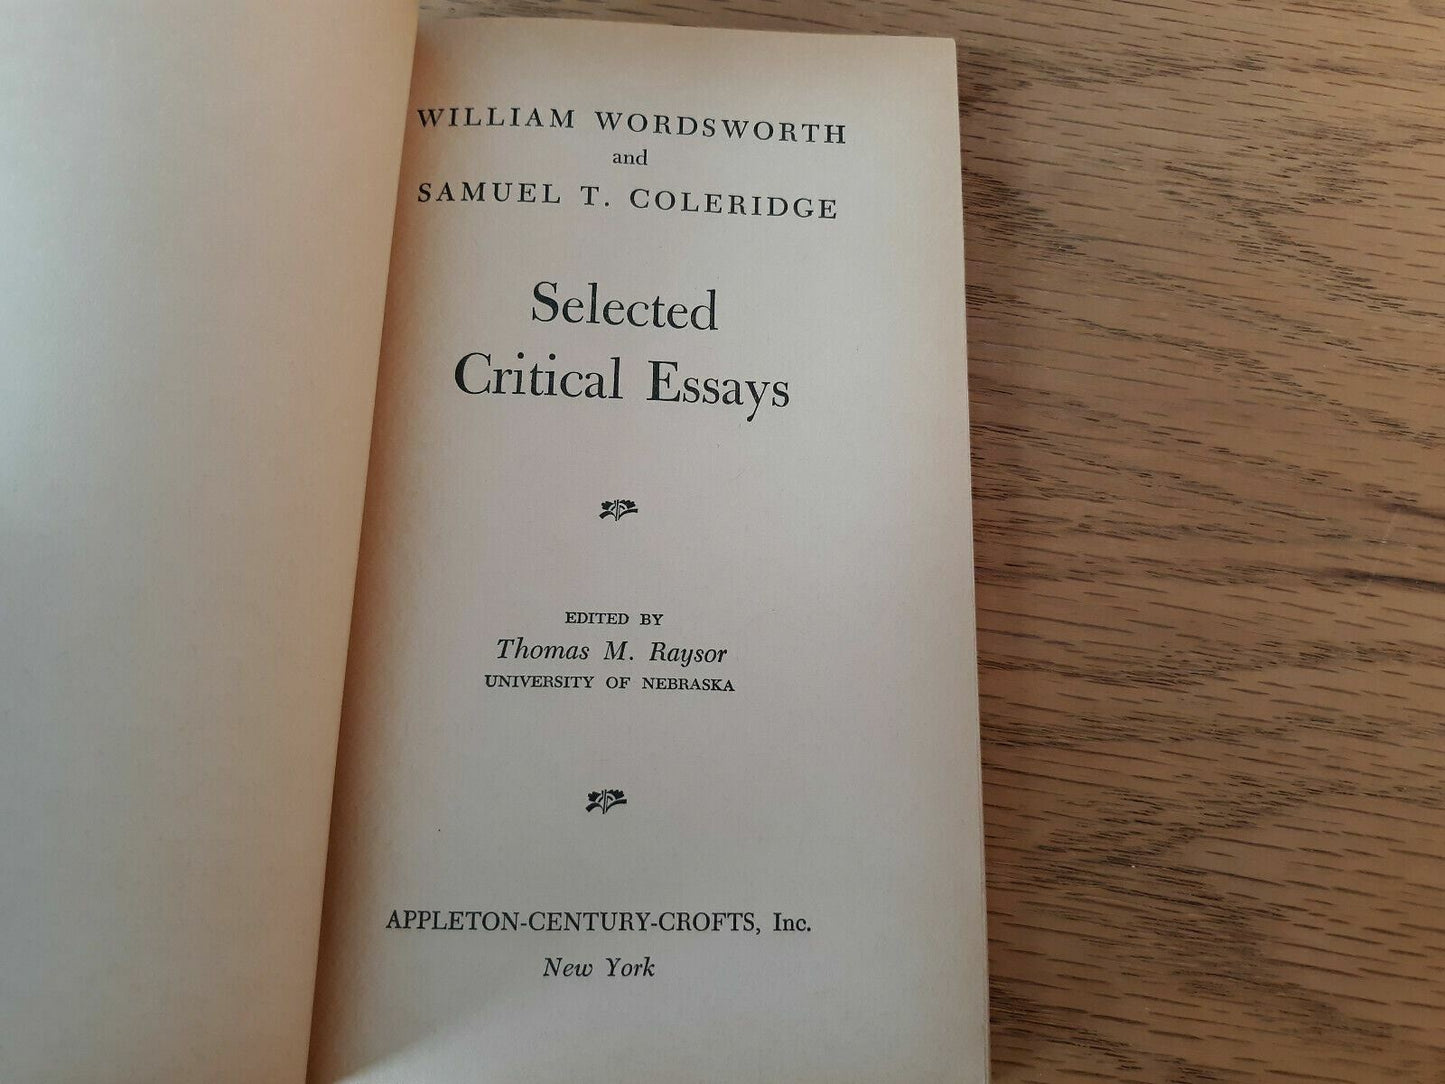 WILLIAM WORDSWORTH
and
SAMUEL T. COLERIDGE
Selected
Critical Essays
EDITED BY
Thomas M. Raysor
UNIVERSITY OF NEBRASKA
APPLETON-CENTURY-CROFTS, Inc.
New York